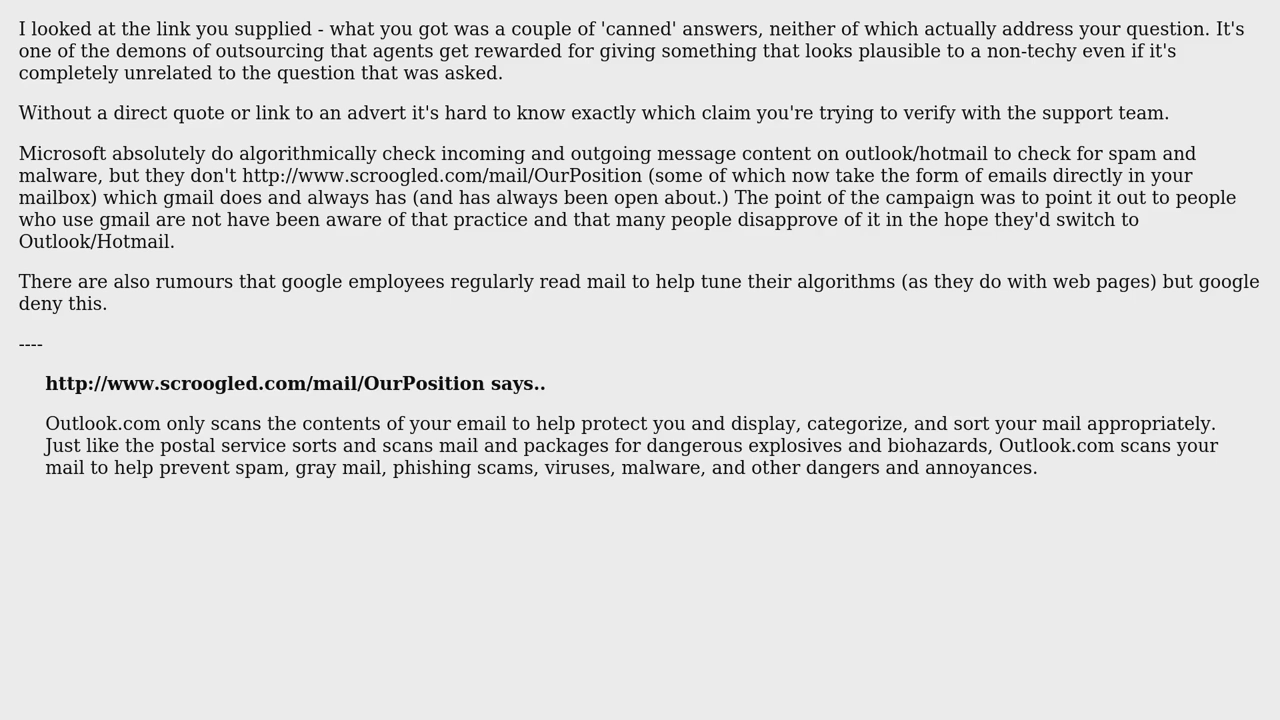 I looked at the link you supplied - what you got was a couple of 'canned' answers, neither of which actually address your question. It's
one of the demons of outsourcing that agents get rewarded for giving something that looks plausible to a non-techy even if it's
completely unrelated to the question that was asked.
Without a direct quote or link to an advert it's hard to know exactly which claim you're trying to verify with the support team.
Microsoft absolutely do algorithmically check incoming and outgoing message content on outlook/hotmail to check for spam and
malware, but they don't http://www.scroogled.com/mail/OurPosition (some of which now take the form of emails directly in your
mailbox) which gmail does and always has (and has always been open about.) The point of the campaign was to point it out to people
who use gmail are not have been aware of that practice and that many people disapprove of it in the hope they'd switch to
Outlook/Hotmail.
There are also rumours that google employees regularly read mail to help tune their algorithms (as they do with web pages) but google
deny this.
----
http://www.scroogled.com/mail/OurPosition says..
Outlook.com only scans the contents of your email to help protect you and display, categorize, and sort your mail appropriately.
Just like the postal service sorts and scans mail and packages for dangerous explosives and biohazards, Outlook.com scans your
mail to help prevent spam, gray mail, phishing scams, viruses, malware, and other dangers and annoyances.